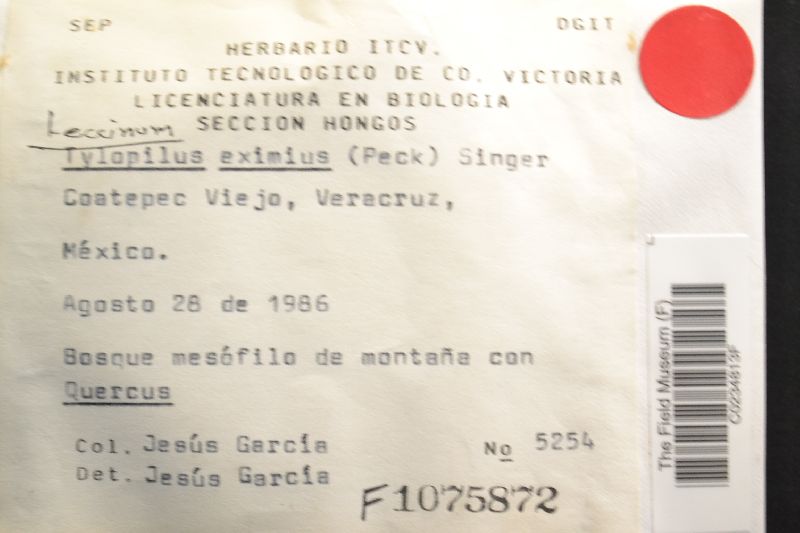 SEP DGIT
HERBARIO ITCV.
INSTITUTO TECNOLOGICO DE CD. VICTORIA
LICENCIATURA EN BIOLOGIA
SECCION HONGOS
Leccinum
Tylopilus eximius (Peck) Singer
Coatepec Viejo, Veracruz,
México.
Agosto 28 de 1986
Bosque mesófilo de montaña con
Quercus
Col. Jesús García No 5254
Det. Jesús García
F1075872
The Field Museum (F)
C0234813F